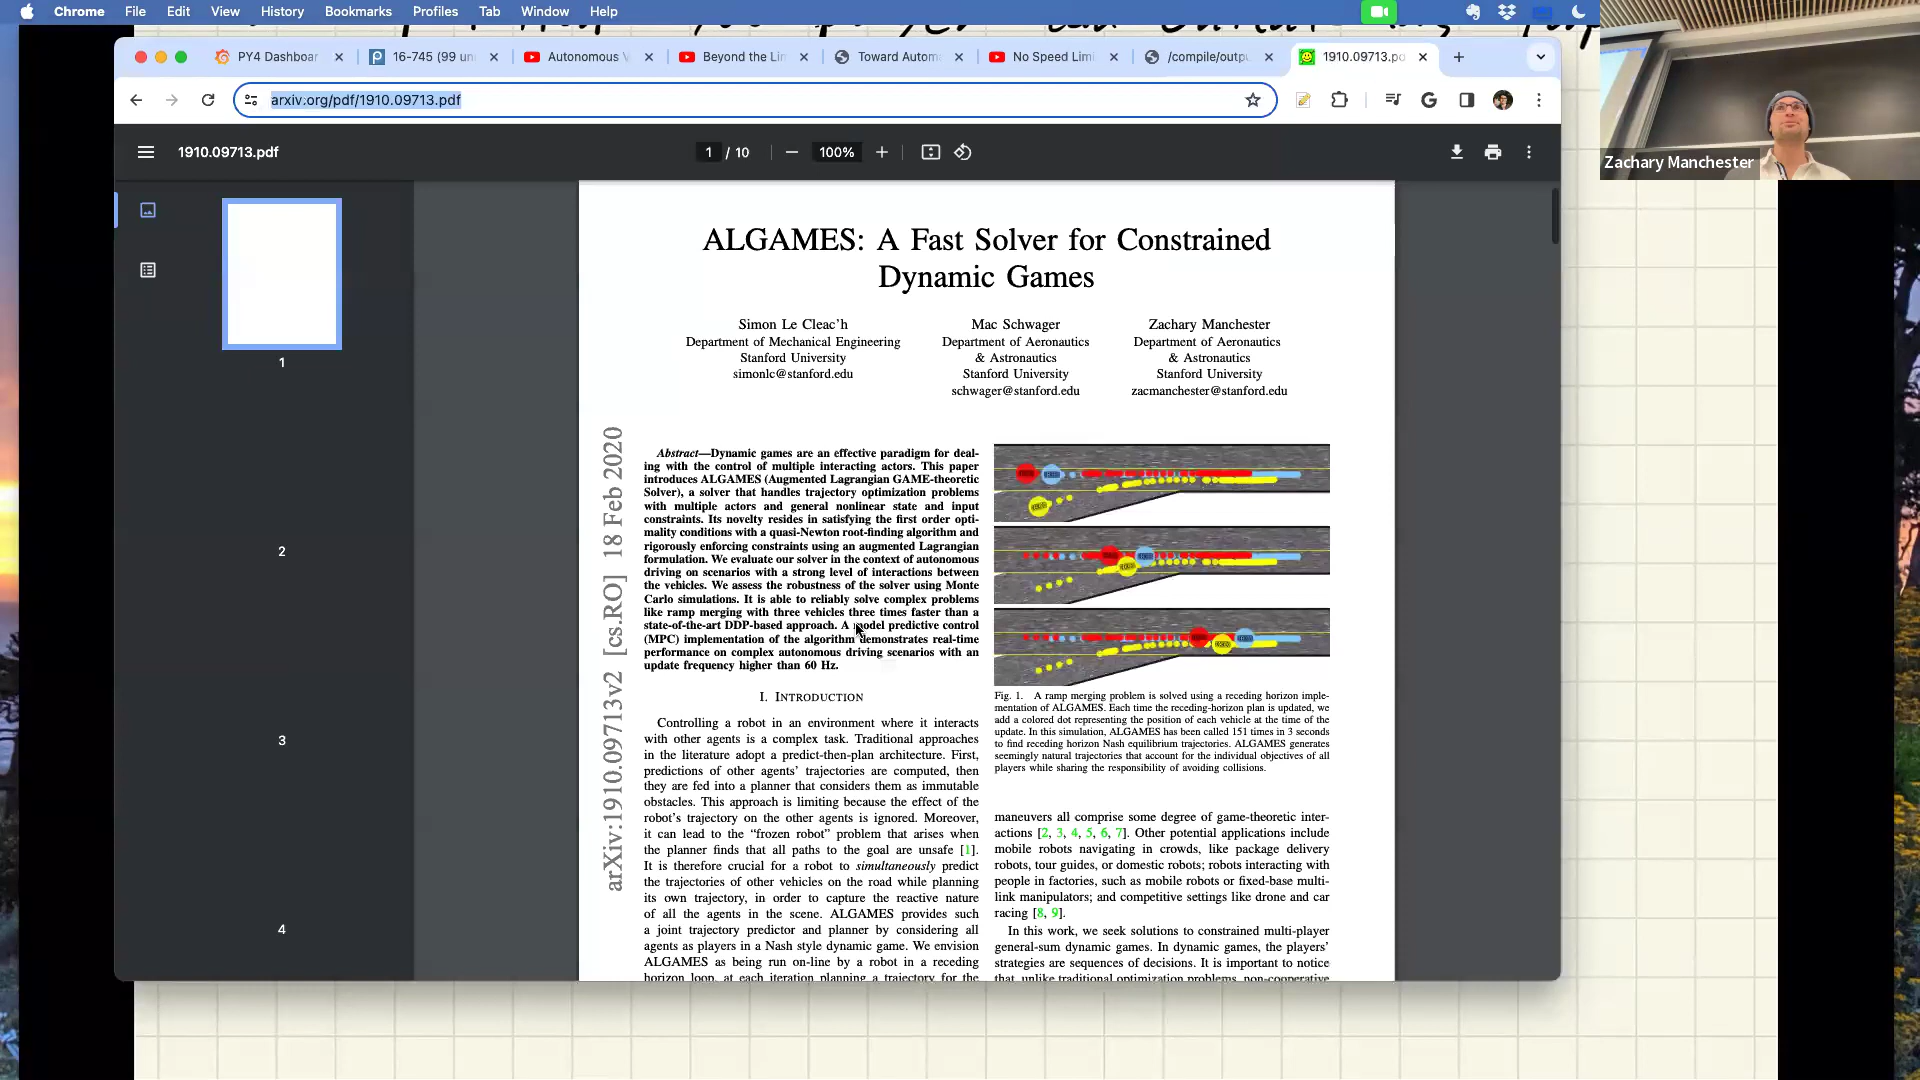 Chrome File Edit View History Bookmarks Profiles Tab Window Help
PY4 Dashboar
16-745 (99 un
Autonomous V
Beyond the Lin
Toward Autom
No Speed Limi
/compile/outpu
1910.09713.pd
arxiv.org/pdf/1910.09713.pdf
Zachary Manchester
1910.09713.pdf
1 / 10
100%
1
2
3
4
ALGAMES: A Fast Solver for Constrained
Dynamic Games
Simon Le Cleac'h
Department of Mechanical Engineering
Stanford University
simonlc@stanford.edu
Mac Schwager
Department of Aeronautics
& Astronautics
Stanford University
schwager@stanford.edu
Zachary Manchester
Department of Aeronautics
& Astronautics
Stanford University
zacmanchester@stanford.edu
arXiv:1910.09713v2 [cs.RO] 18 Feb 2020
Abstract—Dynamic games are an effective paradigm for deal-
ing with the control of multiple interacting actors. This paper
introduces ALGAMES (Augmented Lagrangian GAME-theoretic
Solver), a solver that handles trajectory optimization problems
with multiple actors and general nonlinear state and input
constraints. Its novelty resides in satisfying the first order opti-
mality conditions with a quasi-Newton root-finding algorithm and
rigorously enforcing constraints using an augmented Lagrangian
formulation. We evaluate our solver in the context of autonomous
driving on scenarios with a strong level of interactions between
the vehicles. We assess the robustness of the solver using Monte
Carlo simulations. It is able to reliably solve complex problems
like ramp merging with three vehicles three times faster than a
state-of-the-art DDP-based approach. A model predictive control
(MPC) implementation of the algorithm demonstrates real-time
performance on complex autonomous driving scenarios with an
update frequency higher than 60 Hz.
I. INTRODUCTION
Controlling a robot in an environment where it interacts
with other agents is a complex task. Traditional approaches
in the literature adopt a predict-then-plan architecture. First,
predictions of other agents' trajectories are computed, then
they are fed into a planner that considers them as immutable
obstacles. This approach is limiting because the effect of the
robot's trajectory on the other agents is ignored. Moreover,
it can lead to the “frozen robot” problem that arises when
the planner finds that all paths to the goal are unsafe [1].
It is therefore crucial for a robot to simultaneously predict
the trajectories of other vehicles on the road while planning
its own trajectory, in order to capture the reactive nature
of all the agents in the scene. ALGAMES provides such
a joint trajectory predictor and planner by considering all
agents as players in a Nash style dynamic game. We envision
ALGAMES as being run on-line by a robot in a receding
horizon loop, at each iteration planning a trajectory for the
Fig. 1. A ramp merging problem is solved using a receding horizon imple-
mentation of ALGAMES. Each time the receding-horizon plan is updated, we
add a colored dot representing the position of each vehicle at the time of the
update. In this simulation, ALGAMES has been called 151 times in 3 seconds
to find receding horizon Nash equilibrium trajectories. ALGAMES generates
seemingly natural trajectories that account for the individual objectives of all
players while sharing the responsibility of avoiding collisions.
maneuvers all comprise some degree of game-theoretic inter-
actions [2, 3, 4, 5, 6, 7]. Other potential applications include
mobile robots navigating in crowds, like package delivery
robots, tour guides, or domestic robots; robots interacting with
people in factories, such as mobile robots or fixed-base multi-
link manipulators; and competitive settings like drone and car
racing [8, 9].
In this work, we seek solutions to constrained multi-player
general-sum dynamic games. In dynamic games, the players'
strategies are sequences of decisions. It is important to notice
that, unlike traditional optimization problems, non-cooperative